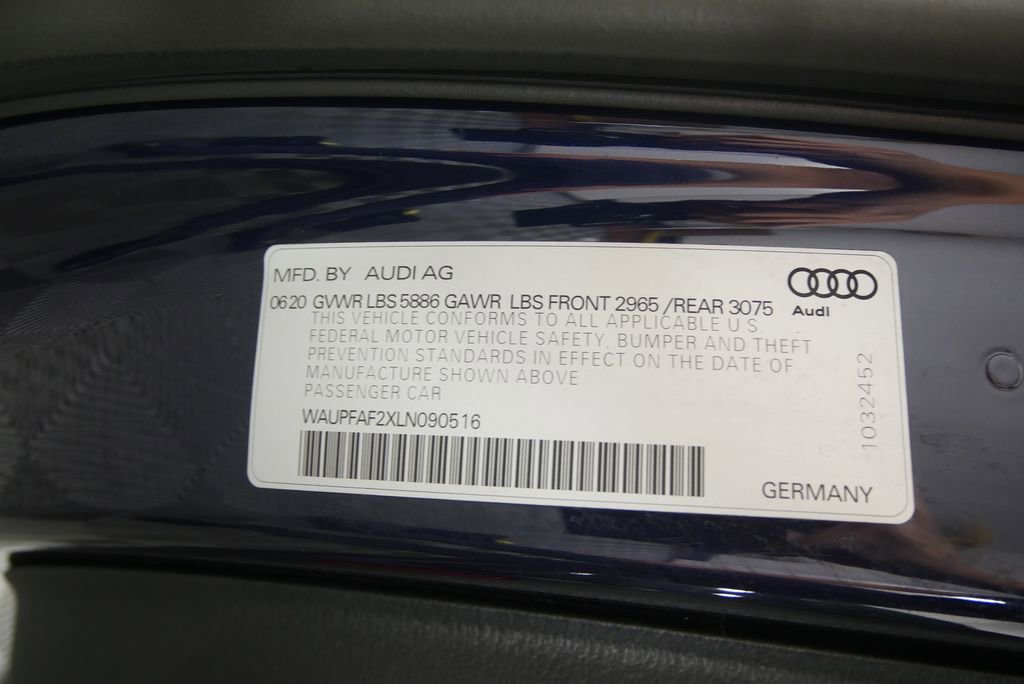 MFD. BY AUDI AG
06 20 GVWR LBS 5886 GAWR LBS FRONT 2965 /REAR 3075
Audi
THIS VEHICLE CONFORMS TO ALL APPLICABLE U.S.
FEDERAL MOTOR VEHICLE SAFETY, BUMPER AND THEFT
PREVENTION STANDARDS IN EFFECT ON THE DATE OF
MANUFACTURE SHOWN ABOVE
PASSENGER CAR
WAUPFAF2XLN090516
1032452
GERMANY